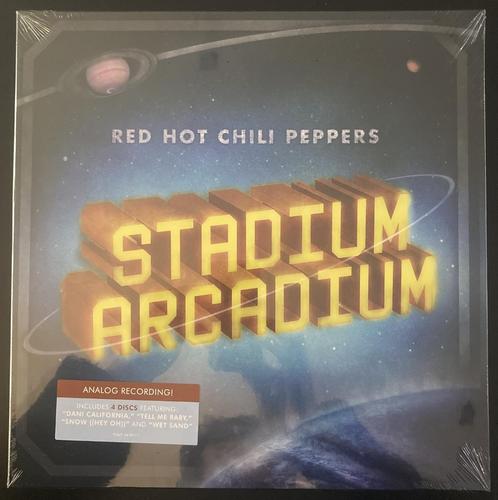 RED HOT CHILI PEPPERS
STADIUM
ARCADIUM
ANALOG RECORDING!
INCLUDES 4 DISCS FEATURING:
"DANI CALIFORNIA," "TELL ME BABY,"
"SNOW ((HEY OH))" AND "WET SAND"